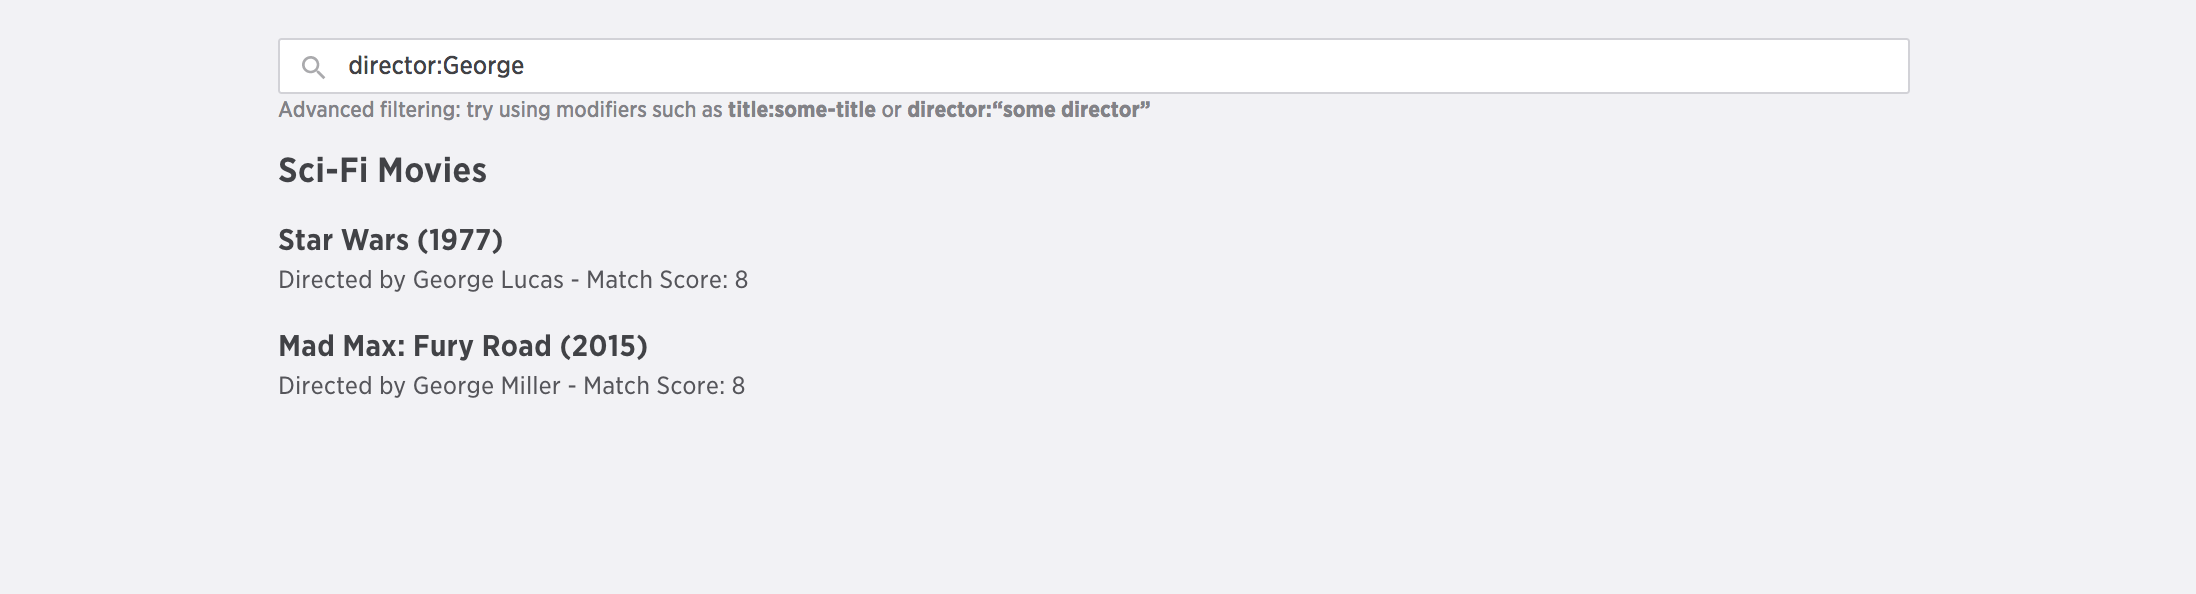 director:George
Advanced filtering: try using modifiers such as title:some-title or director:“some director”
Sci-Fi Movies
Star Wars (1977)
Directed by George Lucas - Match Score: 8
Mad Max: Fury Road (2015)
Directed by George Miller - Match Score: 8